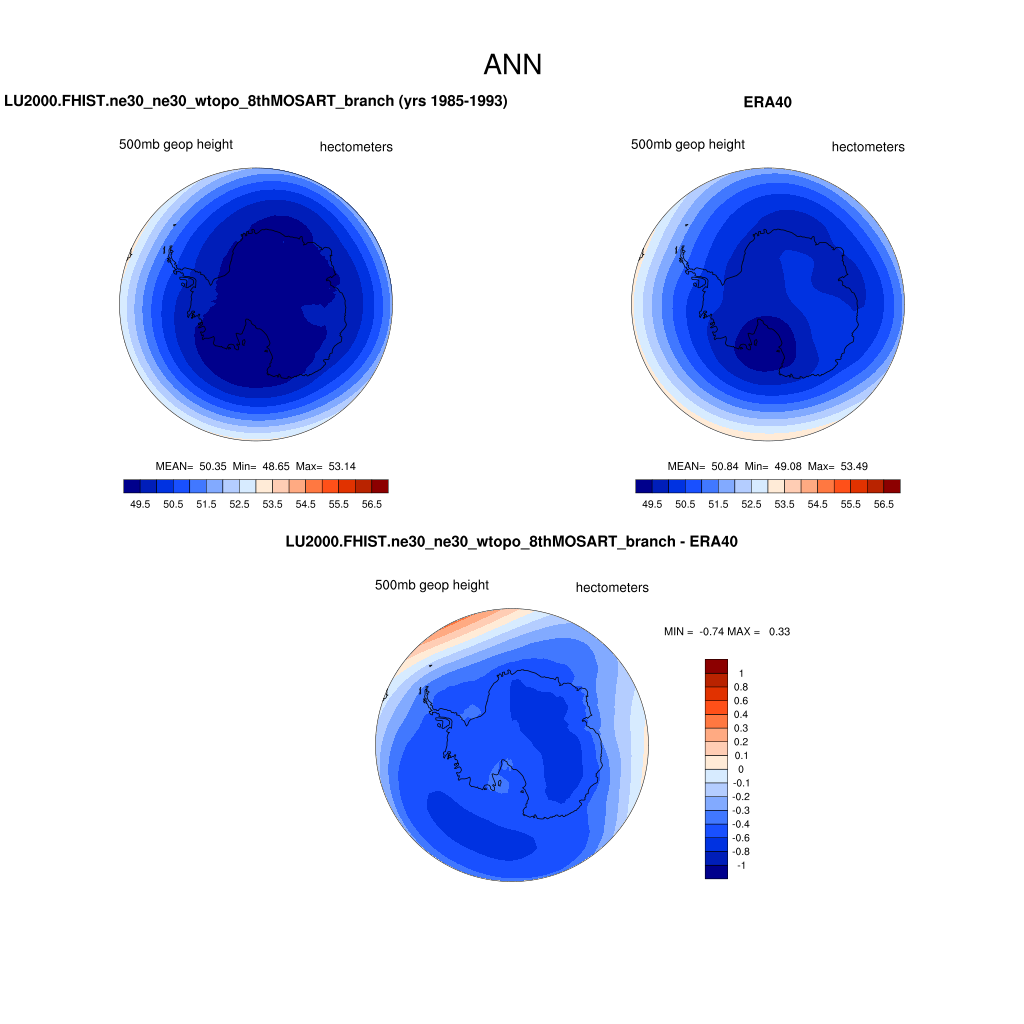 ANN
LU2000.FHIST.ne30_ne30_wtopo_8thMOSART_branch (yrs 1985-1993)
500mb geop height hectometers
MEAN= 50.35 Min= 48.65 Max= 53.14
49.5 50.5 51.5 52.5 53.5 54.5 55.5 56.5
ERA40
500mb geop height hectometers
MEAN= 50.84 Min= 49.08 Max= 53.49
49.5 50.5 51.5 52.5 53.5 54.5 55.5 56.5
LU2000.FHIST.ne30_ne30_wtopo_8thMOSART_branch - ERA40
500mb geop height hectometers
MIN = -0.74 MAX = 0.33
1
0.8
0.6
0.4
0.3
0.2
0.1
0
-0.1
-0.2
-0.3
-0.4
-0.6
-0.8
-1